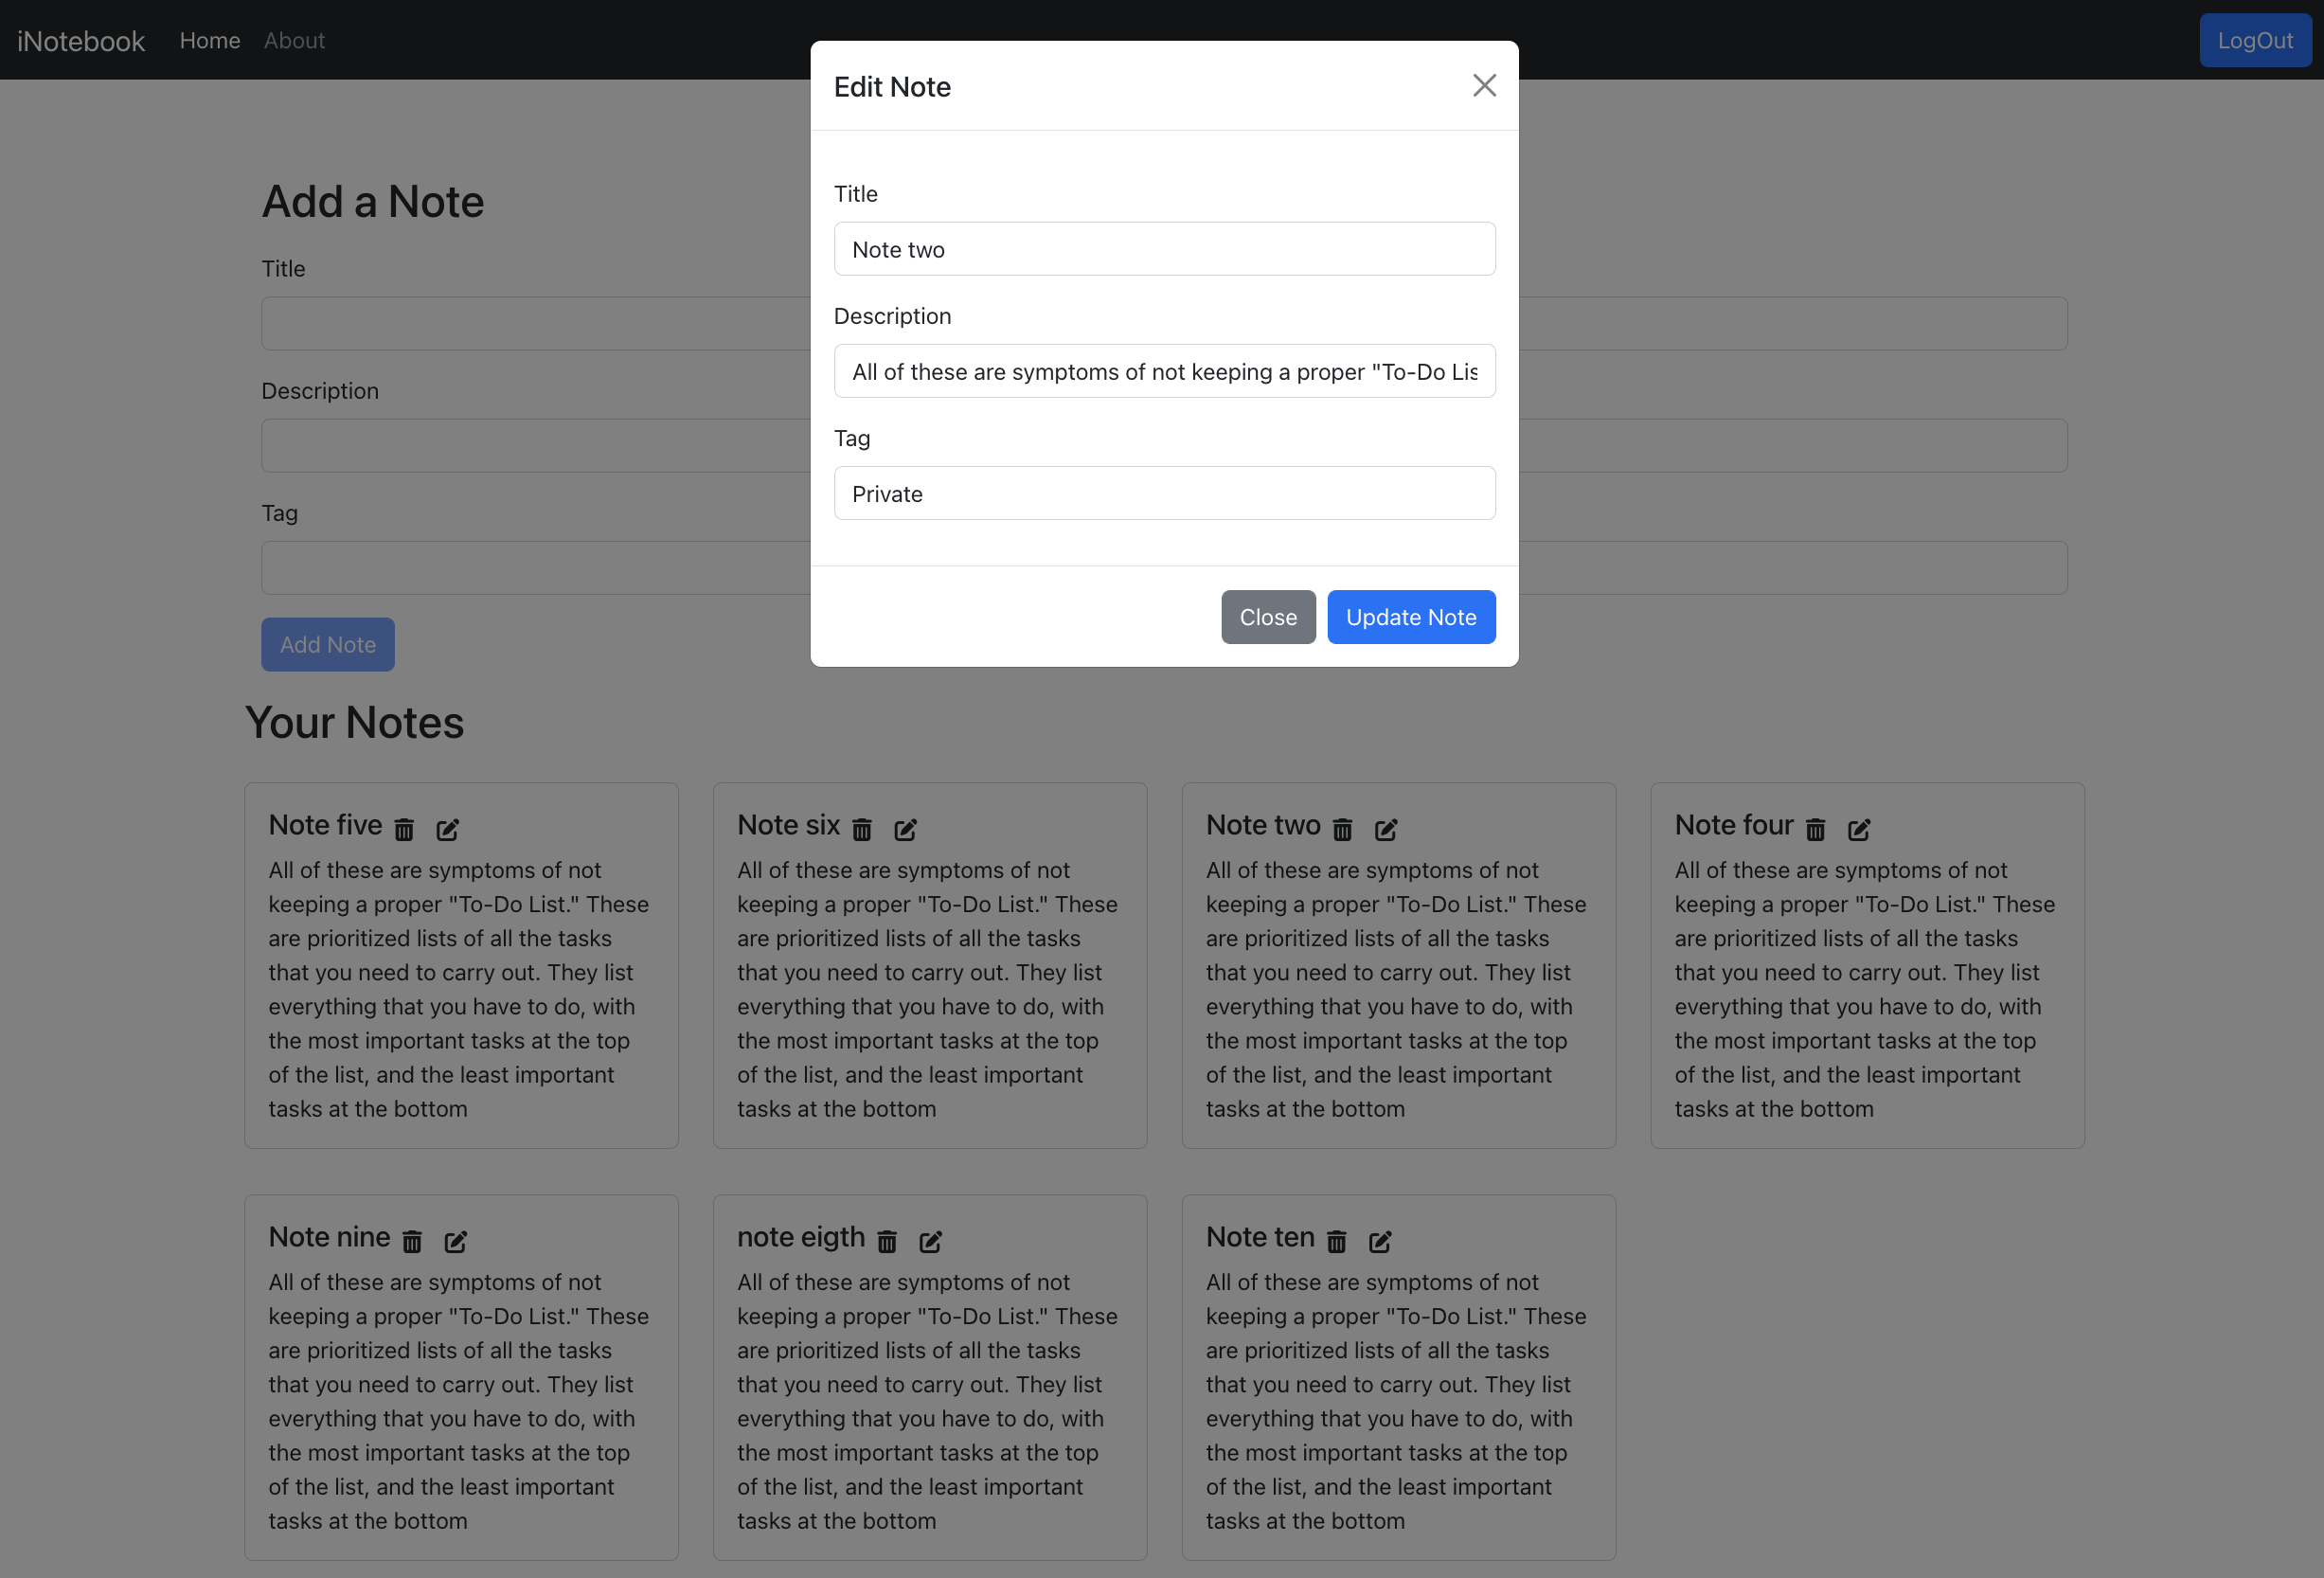 iNotebook Home About LogOut
Edit Note
Title
Note two
Description
All of these are symptoms of not keeping a proper "To-Do Lis
Tag
Private
Close Update Note
Add a Note
Title
Description
Tag
Add Note
Your Notes
Note five
All of these are symptoms of not
keeping a proper "To-Do List." These
are prioritized lists of all the tasks
that you need to carry out. They list
everything that you have to do, with
the most important tasks at the top
of the list, and the least important
tasks at the bottom
Note six
All of these are symptoms of not
keeping a proper "To-Do List." These
are prioritized lists of all the tasks
that you need to carry out. They list
everything that you have to do, with
the most important tasks at the top
of the list, and the least important
tasks at the bottom
Note two
All of these are symptoms of not
keeping a proper "To-Do List." These
are prioritized lists of all the tasks
that you need to carry out. They list
everything that you have to do, with
the most important tasks at the top
of the list, and the least important
tasks at the bottom
Note four
All of these are symptoms of not
keeping a proper "To-Do List." These
are prioritized lists of all the tasks
that you need to carry out. They list
everything that you have to do, with
the most important tasks at the top
of the list, and the least important
tasks at the bottom
Note nine
All of these are symptoms of not
keeping a proper "To-Do List." These
are prioritized lists of all the tasks
that you need to carry out. They list
everything that you have to do, with
the most important tasks at the top
of the list, and the least important
tasks at the bottom
note eigth
All of these are symptoms of not
keeping a proper "To-Do List." These
are prioritized lists of all the tasks
that you need to carry out. They list
everything that you have to do, with
the most important tasks at the top
of the list, and the least important
tasks at the bottom
Note ten
All of these are symptoms of not
keeping a proper "To-Do List." These
are prioritized lists of all the tasks
that you need to carry out. They list
everything that you have to do, with
the most important tasks at the top
of the list, and the least important
tasks at the bottom